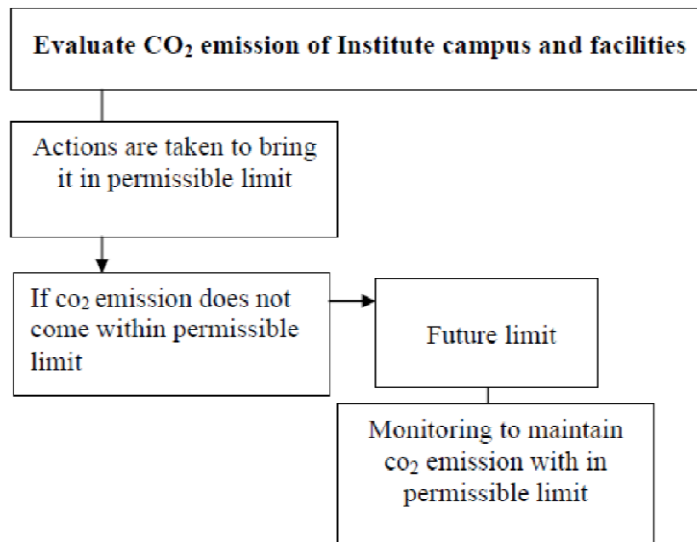 Evaluate CO₂ emission of Institute campus and facilities
Actions are taken to bring
it in permissible limit
If co₂ emission does not
come within permissible
limit
Future limit
Monitoring to maintain
co₂ emission with in
permissible limit